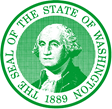 THE SEAL OF THE STATE OF WASHINGTON
1889